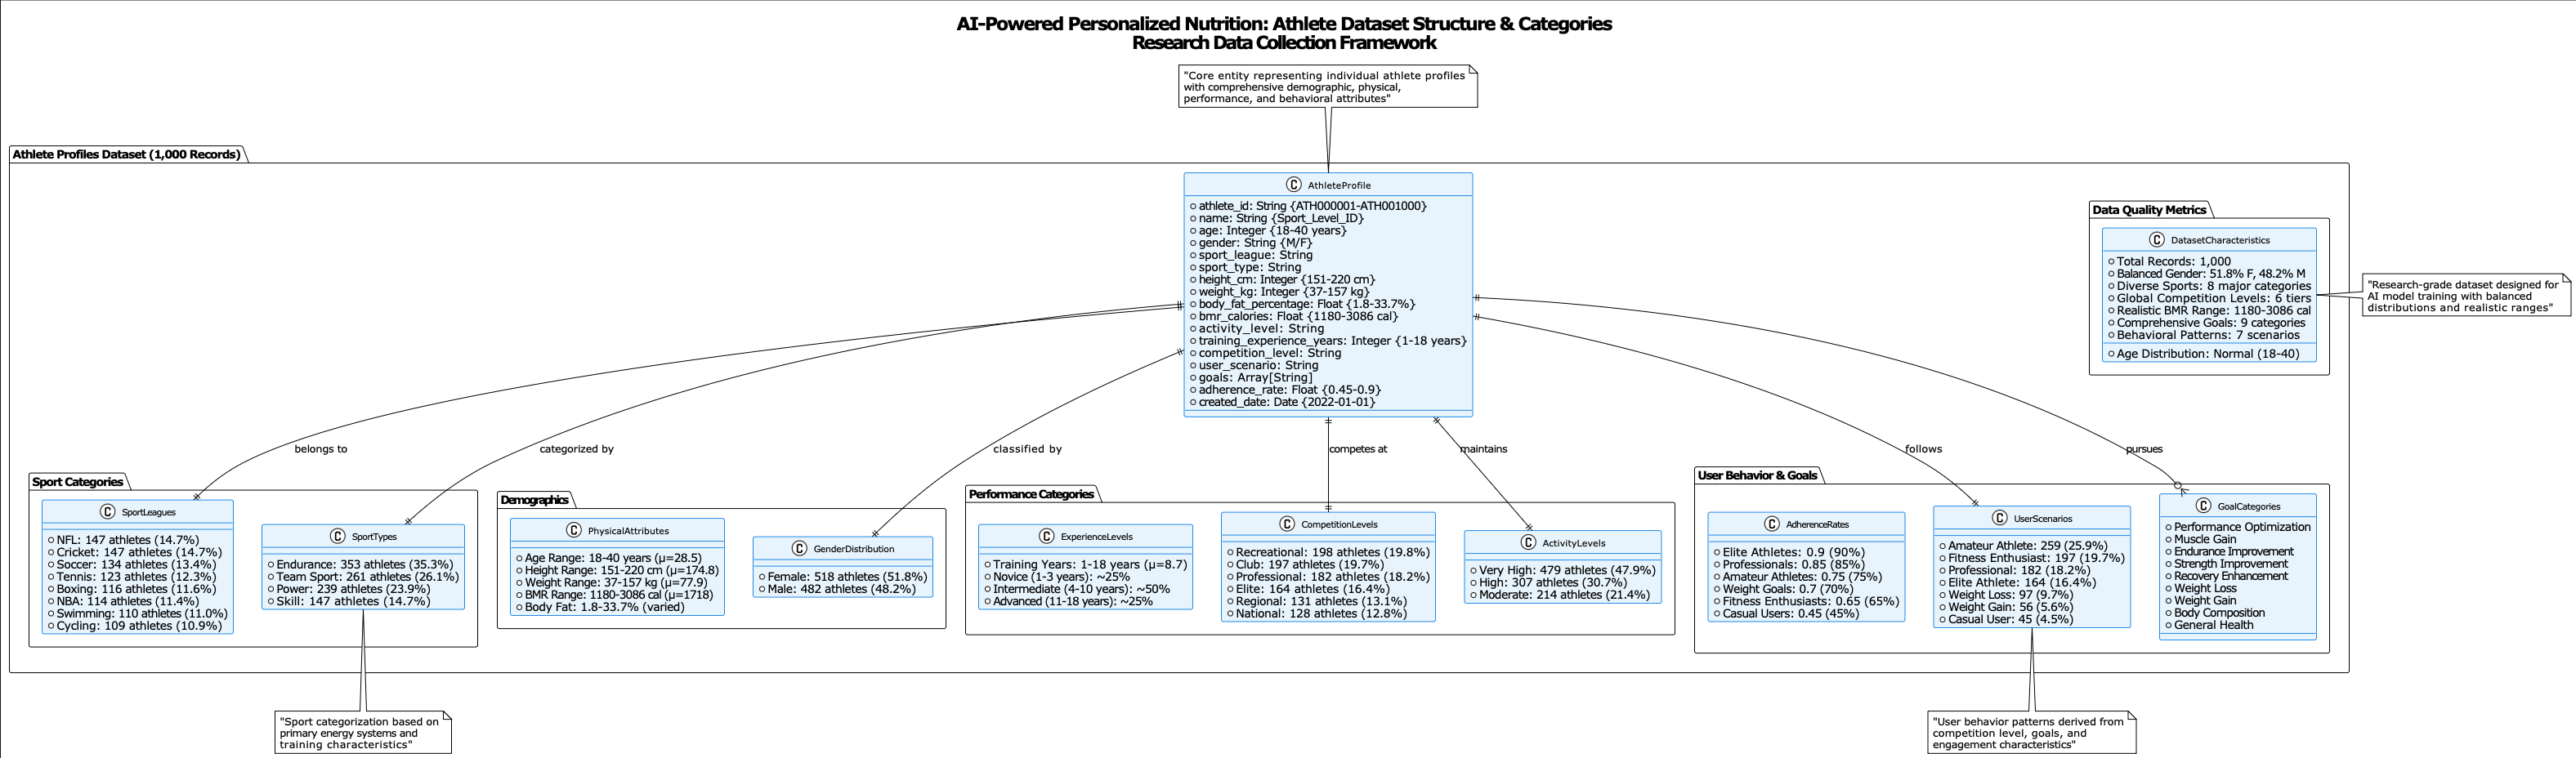 AI-Powered Personalized Nutrition: Athlete Dataset Structure & Categories
Research Data Collection Framework
"Core entity representing individual athlete profiles
with comprehensive demographic, physical,
performance, and behavioral attributes"
Athlete Profiles Dataset (1,000 Records)
C AthleteProfile
athlete_id: String {ATH000001-ATH001000}
name: String {Sport_Level_ID}
age: Integer {18-40 years}
gender: String {M/F}
sport_league: String
sport_type: String
height_cm: Integer {151-220 cm}
weight_kg: Integer {37-157 kg}
body_fat_percentage: Float {1.8-33.7%}
bmr_calories: Float {1180-3086 cal}
activity_level: String
training_experience_years: Integer {1-18 years}
competition_level: String
user_scenario: String
goals: Array[String]
adherence_rate: Float {0.45-0.9}
created_date: Date {2022-01-01}
Data Quality Metrics
C DatasetCharacteristics
Total Records: 1,000
Balanced Gender: 51.8% F, 48.2% M
Diverse Sports: 8 major categories
Global Competition Levels: 6 tiers
Realistic BMR Range: 1180-3086 cal
Comprehensive Goals: 9 categories
Behavioral Patterns: 7 scenarios
Age Distribution: Normal (18-40)
"Research-grade dataset designed for
AI model training with balanced
distributions and realistic ranges"
belongs to
categorized by
classified by
competes at
maintains
follows
pursues
Sport Categories
C SportLeagues
NFL: 147 athletes (14.7%)
Cricket: 147 athletes (14.7%)
Soccer: 134 athletes (13.4%)
Tennis: 123 athletes (12.3%)
Boxing: 116 athletes (11.6%)
NBA: 114 athletes (11.4%)
Swimming: 110 athletes (11.0%)
Cycling: 109 athletes (10.9%)
C SportTypes
Endurance: 353 athletes (35.3%)
Team Sport: 261 athletes (26.1%)
Power: 239 athletes (23.9%)
Skill: 147 athletes (14.7%)
Demographics
C PhysicalAttributes
Age Range: 18-40 years (μ=28.5)
Height Range: 151-220 cm (μ=174.8)
Weight Range: 37-157 kg (μ=77.9)
BMR Range: 1180-3086 cal (μ=1718)
Body Fat: 1.8-33.7% (varied)
C GenderDistribution
Female: 518 athletes (51.8%)
Male: 482 athletes (48.2%)
Performance Categories
C ExperienceLevels
Training Years: 1-18 years (μ=8.7)
Novice (1-3 years): ~25%
Intermediate (4-10 years): ~50%
Advanced (11-18 years): ~25%
C CompetitionLevels
Recreational: 198 athletes (19.8%)
Club: 197 athletes (19.7%)
Professional: 182 athletes (18.2%)
Elite: 164 athletes (16.4%)
Regional: 131 athletes (13.1%)
National: 128 athletes (12.8%)
C ActivityLevels
Very High: 479 athletes (47.9%)
High: 307 athletes (30.7%)
Moderate: 214 athletes (21.4%)
User Behavior & Goals
C AdherenceRates
Elite Athletes: 0.9 (90%)
Professionals: 0.85 (85%)
Amateur Athletes: 0.75 (75%)
Weight Goals: 0.7 (70%)
Fitness Enthusiasts: 0.65 (65%)
Casual Users: 0.45 (45%)
C UserScenarios
Amateur Athlete: 259 (25.9%)
Fitness Enthusiast: 197 (19.7%)
Professional: 182 (18.2%)
Elite Athlete: 164 (16.4%)
Weight Loss: 97 (9.7%)
Weight Gain: 56 (5.6%)
Casual User: 45 (4.5%)
C GoalCategories
Performance Optimization
Muscle Gain
Endurance Improvement
Strength Improvement
Recovery Enhancement
Weight Loss
Weight Gain
Body Composition
General Health
"Sport categorization based on
primary energy systems and
training characteristics"
"User behavior patterns derived from
competition level, goals, and
engagement characteristics"